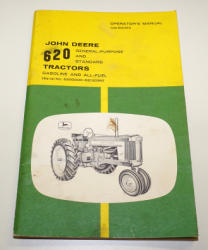 OPERATOR'S MANUAL
JOHN DEERE
620
GENERAL-PURPOSE
AND
STANDARD
TRACTORS
GASOLINE AND ALL-FUEL